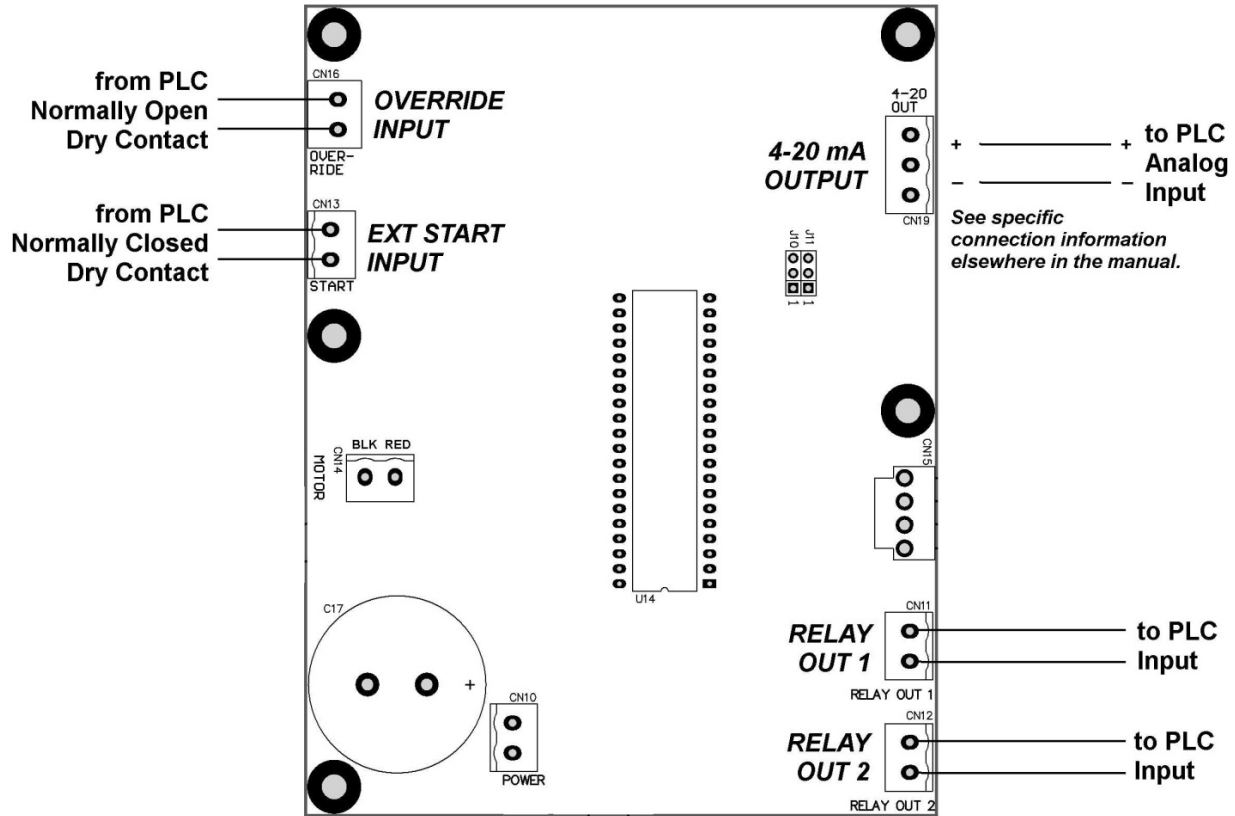 from PLC
Normally Open
Dry Contact
CN16
OVERRIDE
INPUT
OVER-
RIDE
from PLC
Normally Closed
Dry Contact
CN13
EXT START
INPUT
START
4-20
OUT
4-20 mA
OUTPUT
+ +
– –
CN19
to PLC
Analog
Input
See specific
connection information
elsewhere in the manual.
J10 J11
1 1
MOTOR
CN14
BLK RED
CN15
U14
C17
+
CN10
POWER
CN11
RELAY
OUT 1
RELAY OUT 1
to PLC
Input
CN12
RELAY
OUT 2
RELAY OUT 2
to PLC
Input